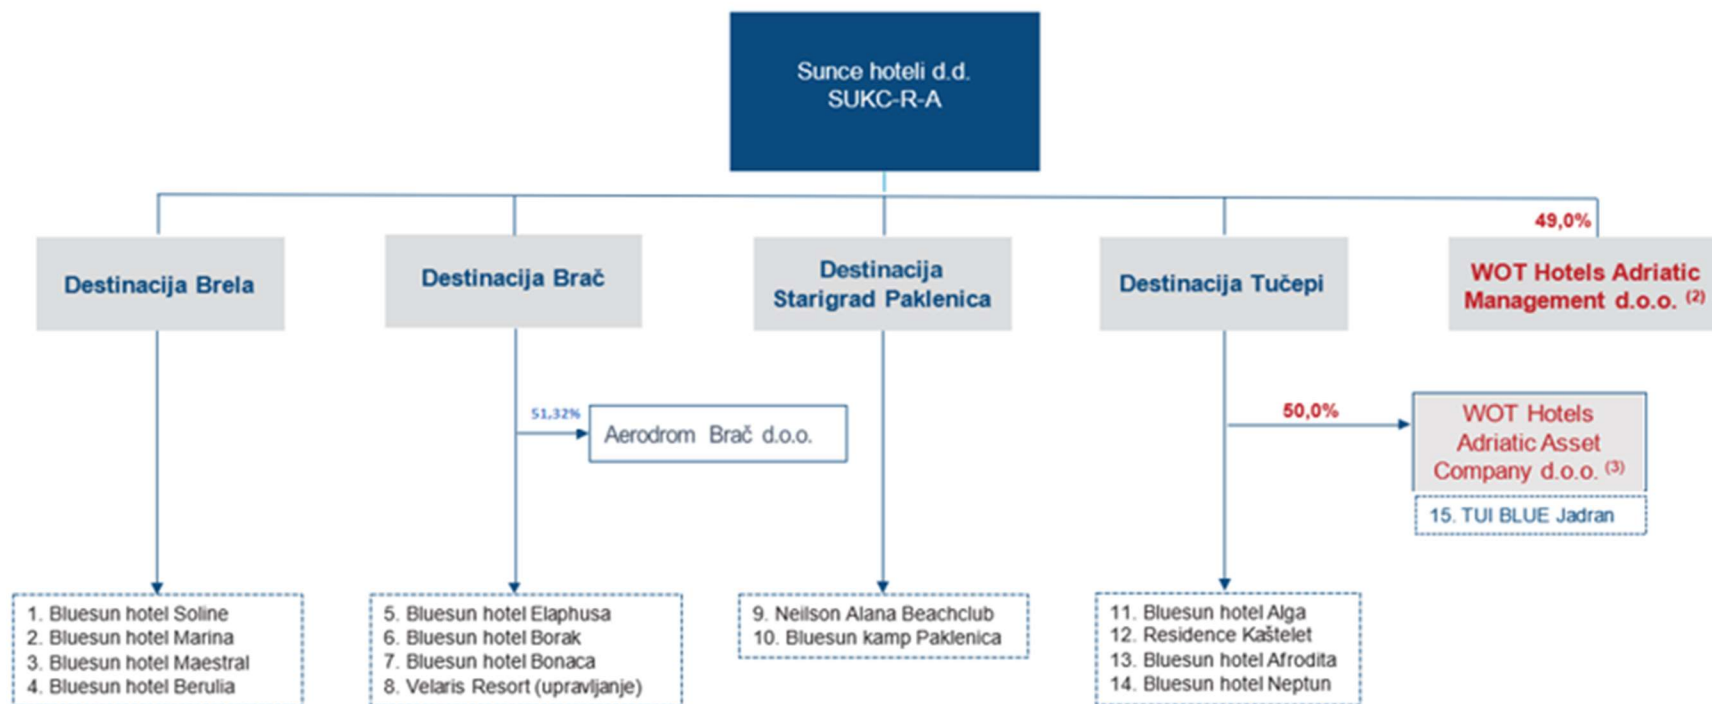 Sunce hoteli d.d.
SUKC-R-A
49,0%
Destinacija Brela
Destinacija Brač
Destinacija
Starigrad Paklenica
Destinacija Tučepi
WOT Hotels Adriatic
Management d.o.o. (2)
51,32%
Aerodrom Brač d.o.o.
50,0%
WOT Hotels
Adriatic Asset
Company d.o.o. (3)
15. TUI BLUE Jadran
1. Bluesun hotel Soline
2. Bluesun hotel Marina
3. Bluesun hotel Maestral
4. Bluesun hotel Berulia
5. Bluesun hotel Elaphusa
6. Bluesun hotel Borak
7. Bluesun hotel Bonaca
8. Velaris Resort (upravljanje)
9. Neilson Alana Beachclub
10. Bluesun kamp Paklenica
11. Bluesun hotel Alga
12. Residence Kaštelet
13. Bluesun hotel Afrodita
14. Bluesun hotel Neptun